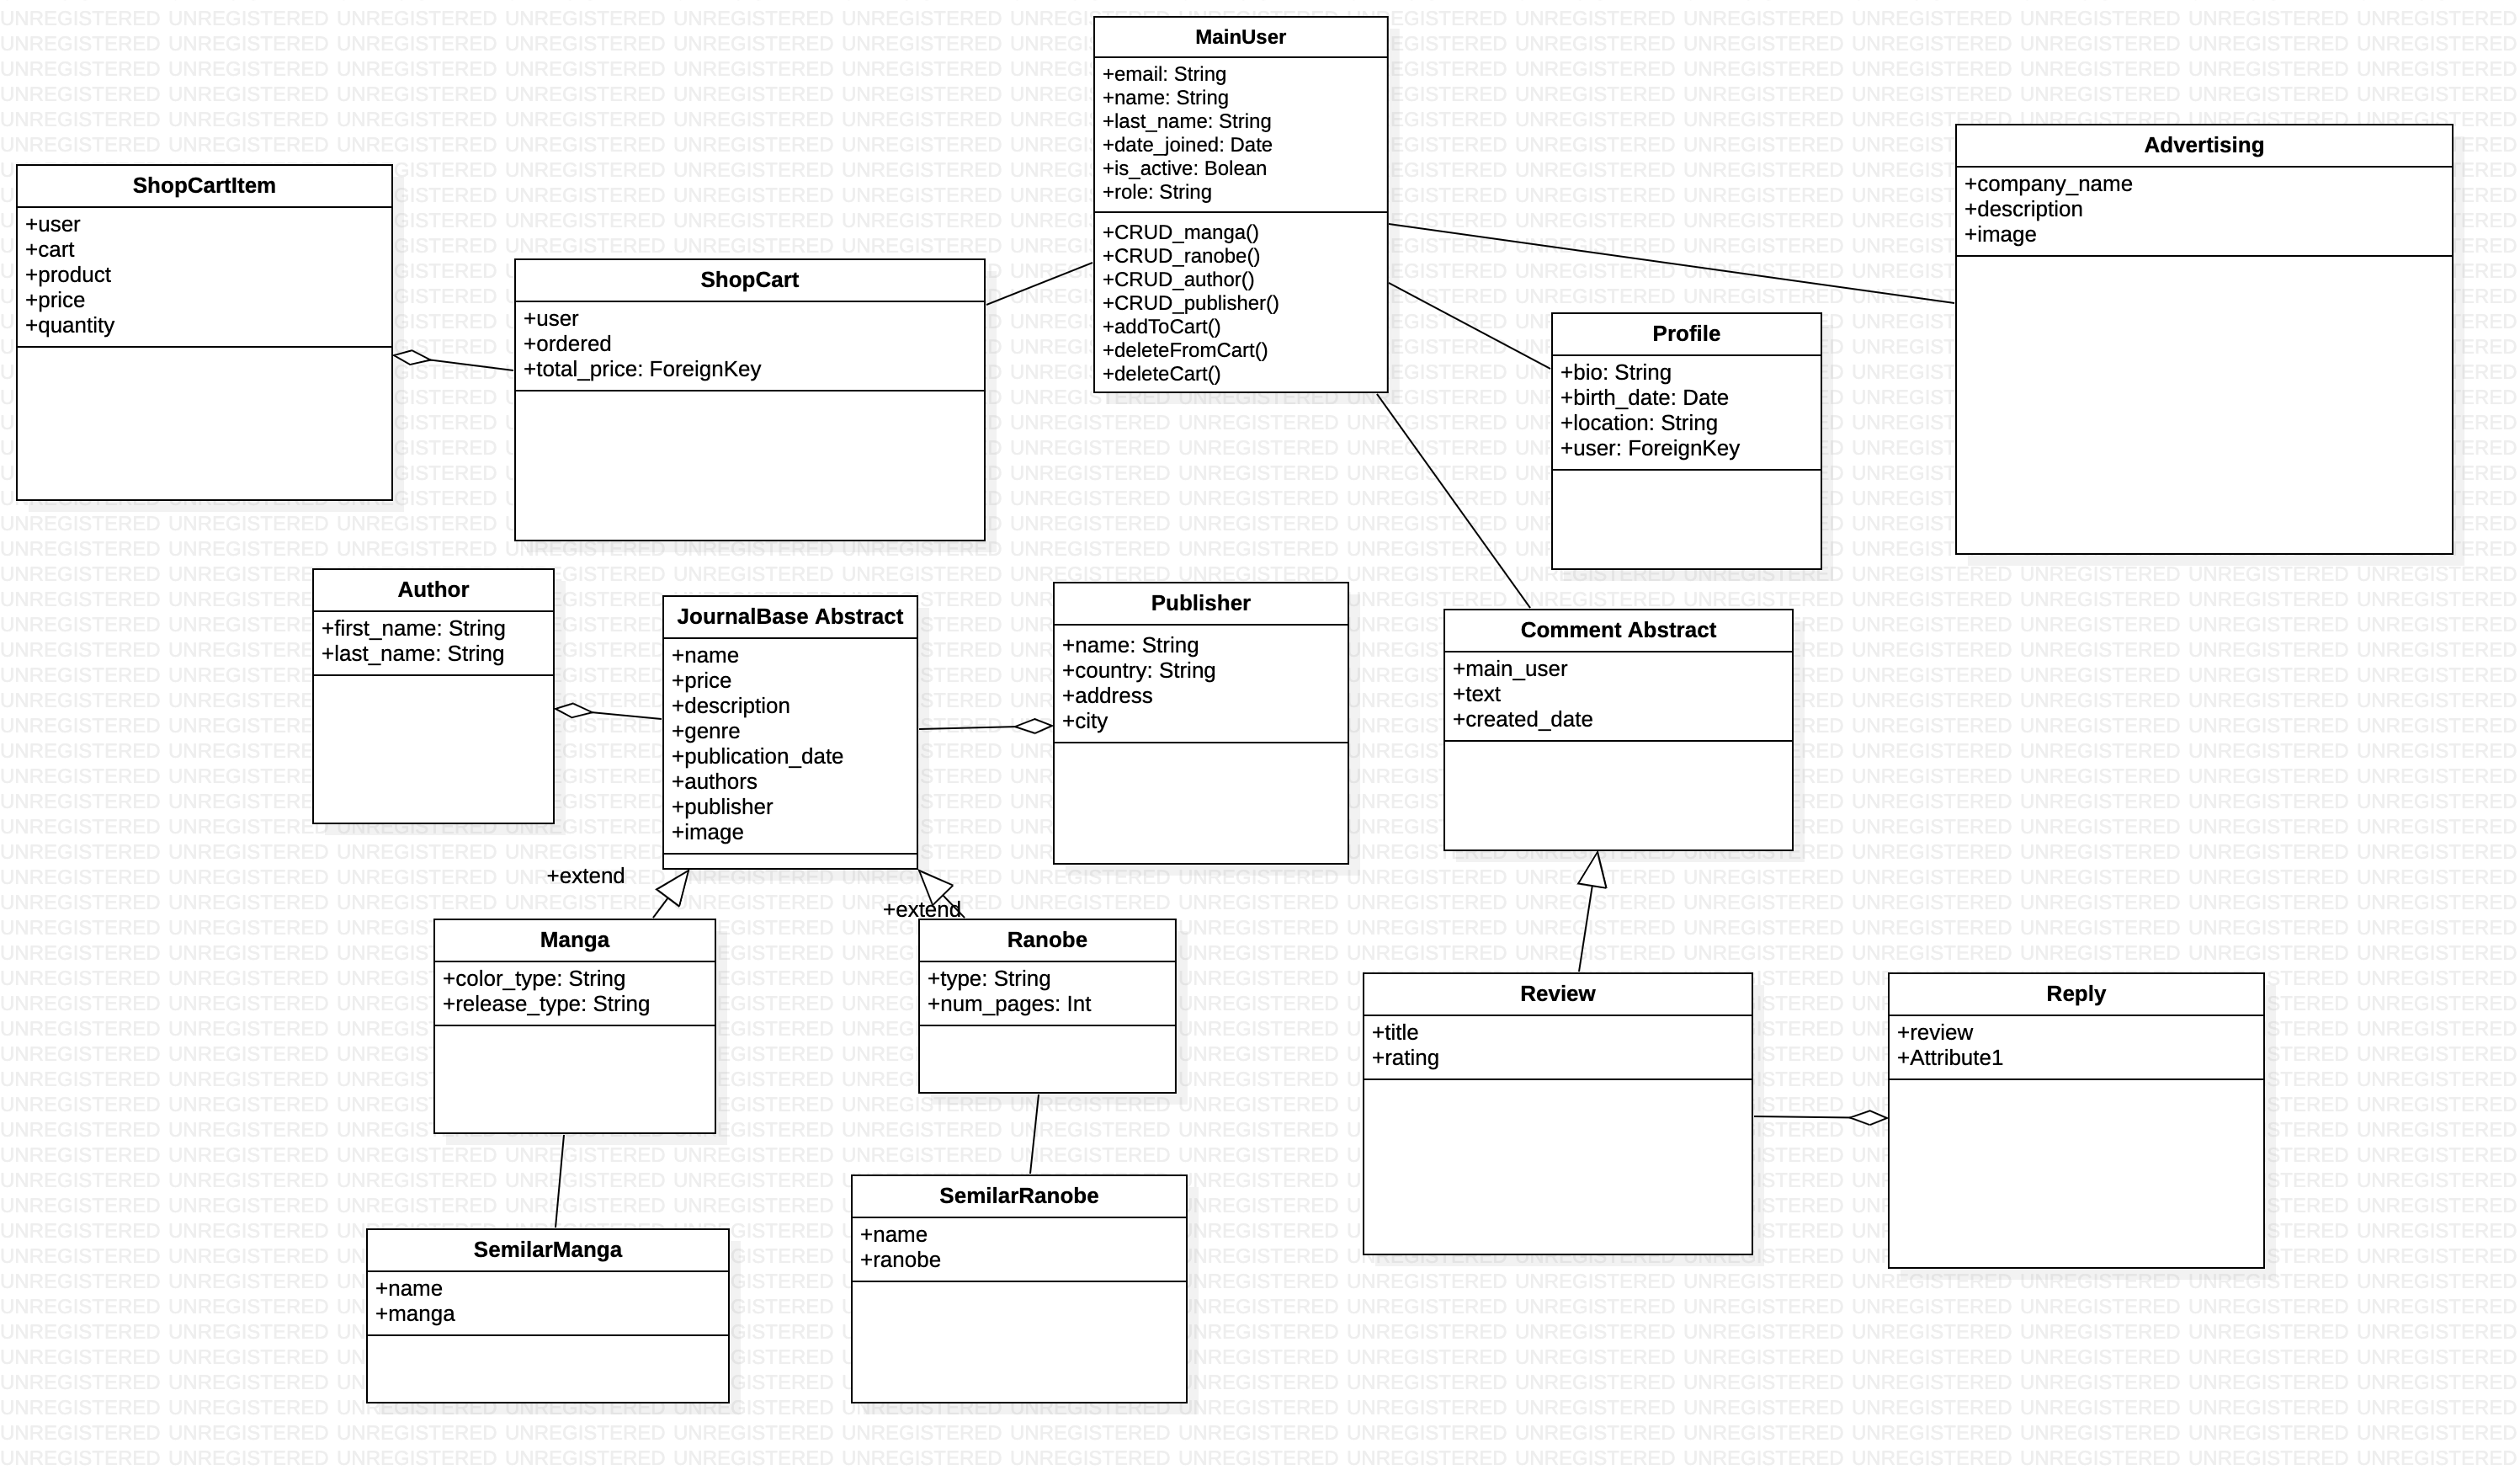 MainUser
+email: String
+name: String
+last_name: String
+date_joined: Date
+is_active: Bolean
+role: String
+CRUD_manga()
+CRUD_ranobe()
+CRUD_author()
+CRUD_publisher()
+addToCart()
+deleteFromCart()
+deleteCart()
Advertising
+company_name
+description
+image
ShopCartItem
+user
+cart
+product
+price
+quantity
ShopCart
+user
+ordered
+total_price: ForeignKey
Profile
+bio: String
+birth_date: Date
+location: String
+user: ForeignKey
Author
+first_name: String
+last_name: String
JournalBase Abstract
+name
+price
+description
+genre
+publication_date
+authors
+publisher
+image
Publisher
+name: String
+country: String
+address
+city
Comment Abstract
+main_user
+text
+created_date
+extend
+extend
Manga
+color_type: String
+release_type: String
Ranobe
+type: String
+num_pages: Int
Review
+title
+rating
Reply
+review
+Attribute1
SemilarManga
+name
+manga
SemilarRanobe
+name
+ranobe
UNREGISTERED